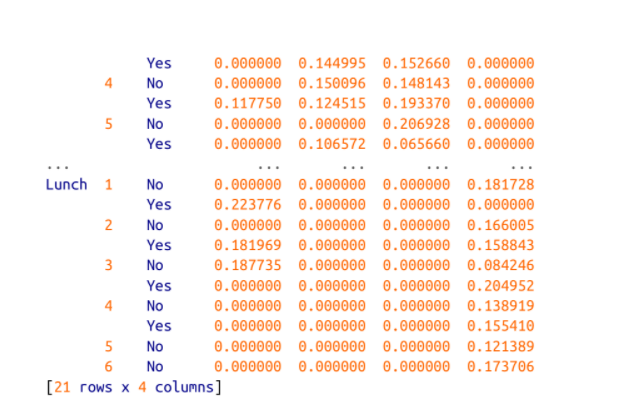 Yes 0.000000 0.144995 0.152660 0.000000
4 No 0.000000 0.150096 0.148143 0.000000
Yes 0.117750 0.124515 0.193370 0.000000
5 No 0.000000 0.000000 0.206928 0.000000
Yes 0.000000 0.106572 0.065660 0.000000
... ... ... ... ...
Lunch 1 No 0.000000 0.000000 0.000000 0.181728
Yes 0.223776 0.000000 0.000000 0.000000
2 No 0.000000 0.000000 0.000000 0.166005
Yes 0.181969 0.000000 0.000000 0.158843
3 No 0.187735 0.000000 0.000000 0.084246
Yes 0.000000 0.000000 0.000000 0.204952
4 No 0.000000 0.000000 0.000000 0.138919
Yes 0.000000 0.000000 0.000000 0.155410
5 No 0.000000 0.000000 0.000000 0.121389
6 No 0.000000 0.000000 0.000000 0.173706
[21 rows x 4 columns]